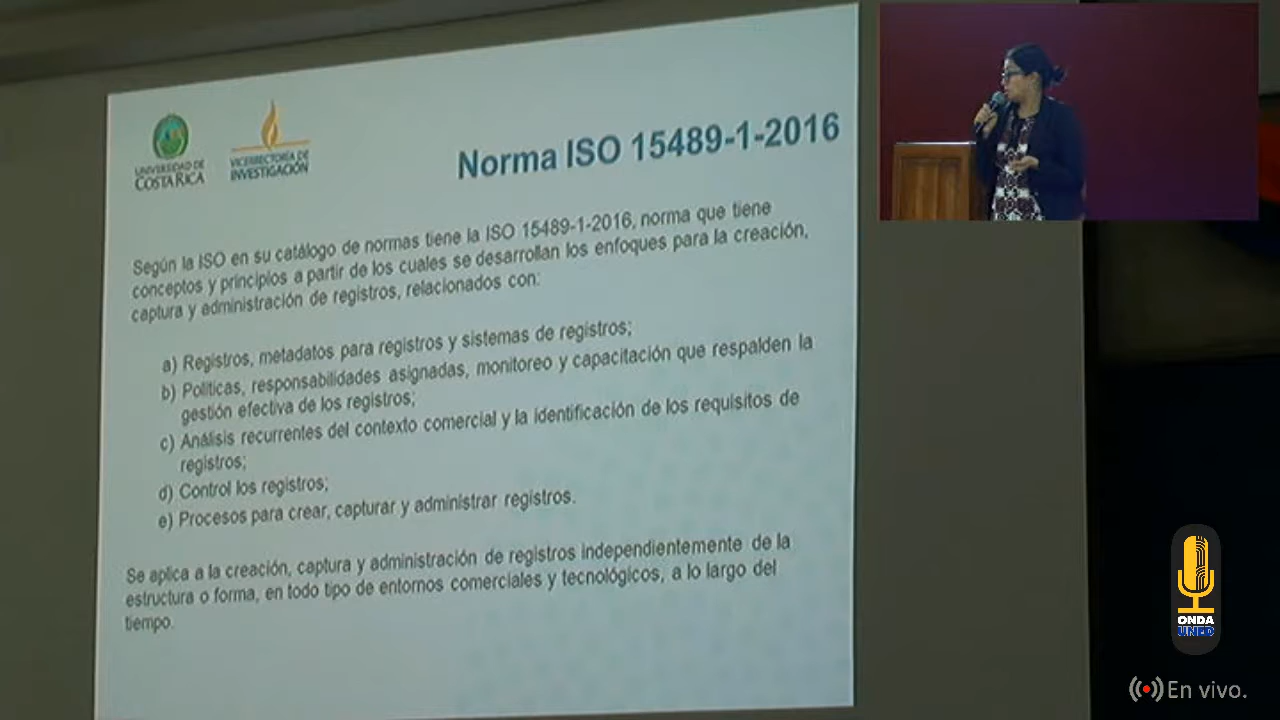 UNIVERSIDAD DE
COSTA RICA
VICERRECTORÍA DE
INVESTIGACIÓN
Norma ISO 15489-1-2016
Según la ISO en su catálogo de normas tiene la ISO 15489-1-2016, norma que tiene
conceptos y principios a partir de los cuales se desarrollan los enfoques para la creación,
captura y administración de registros, relacionados con:
a) Registros, metadatos para registros y sistemas de registros;
b) Políticas, responsabilidades asignadas, monitoreo y capacitación que respalden la
gestión efectiva de los registros;
c) Análisis recurrentes del contexto comercial y la identificación de los requisitos de
registros;
d) Control los registros;
e) Procesos para crear, capturar y administrar registros.
Se aplica a la creación, captura y administración de registros independientemente de la
estructura o forma, en todo tipo de entornos comerciales y tecnológicos, a lo largo del
tiempo.
ONDA
UNED
En vivo.